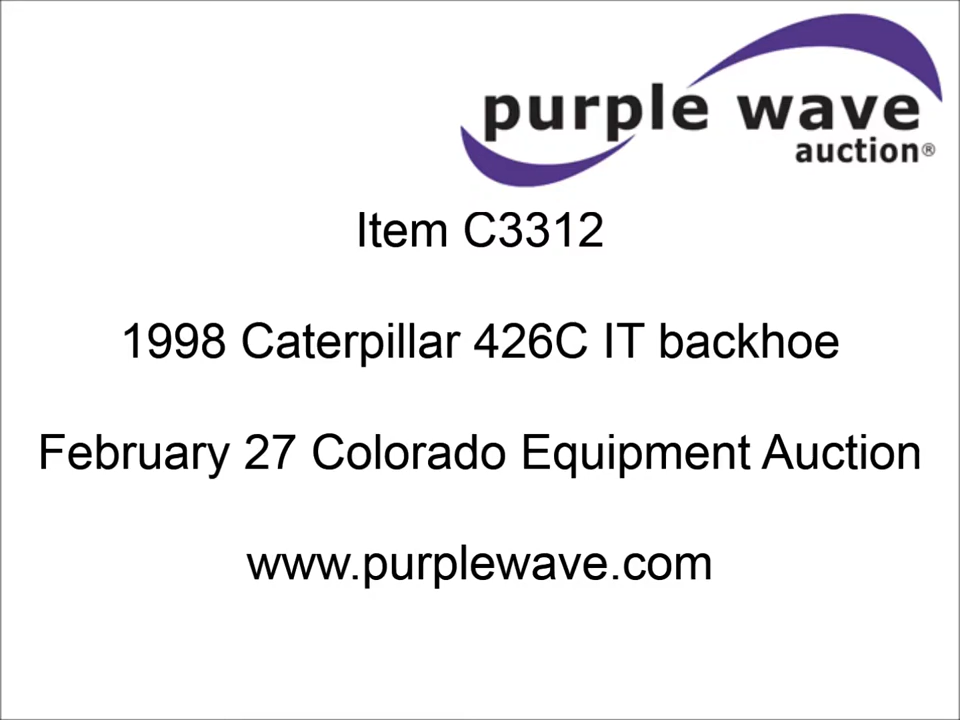 purple wave
auction®
Item C3312
1998 Caterpillar 426C IT backhoe
February 27 Colorado Equipment Auction
www.purplewave.com